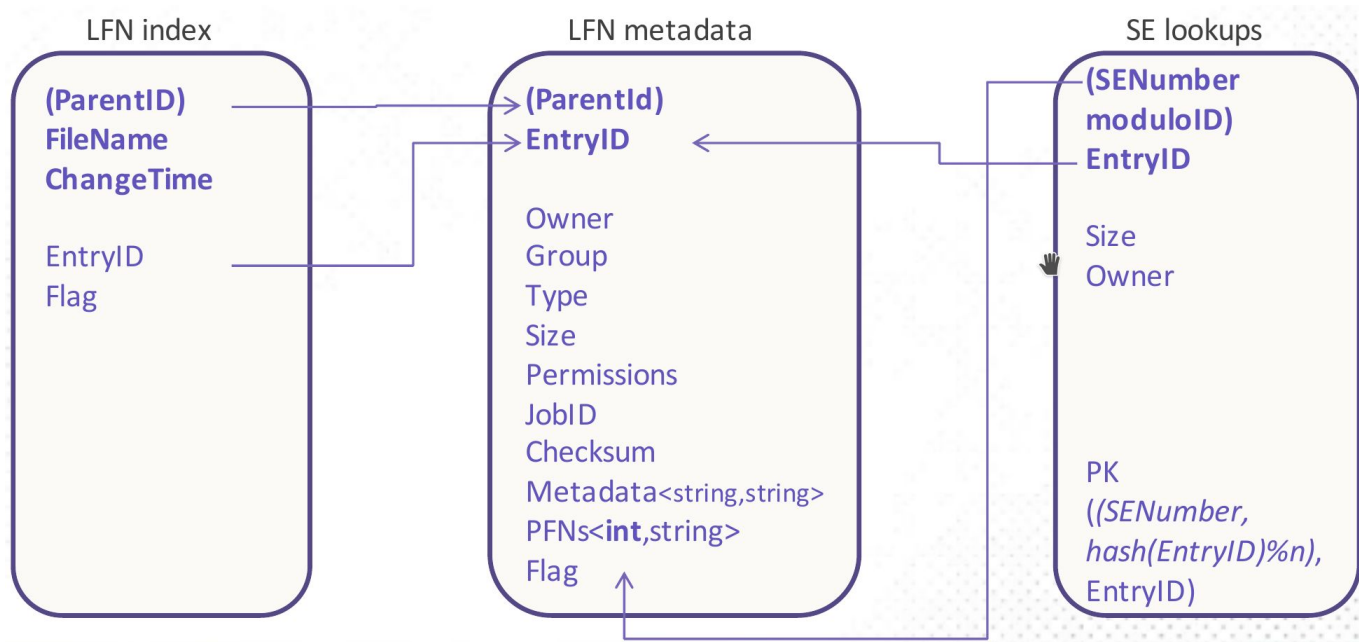 LFN index
(ParentID)
FileName
ChangeTime
EntryID
Flag
LFN metadata
(ParentId)
EntryID
Owner
Group
Type
Size
Permissions
JobID
Checksum
Metadata<string,string>
PFNs<int,string>
Flag
SE lookups
(SENumber
moduloID)
EntryID
Size
Owner
PK
((SENumber,
hash(EntryID)%n),
EntryID)